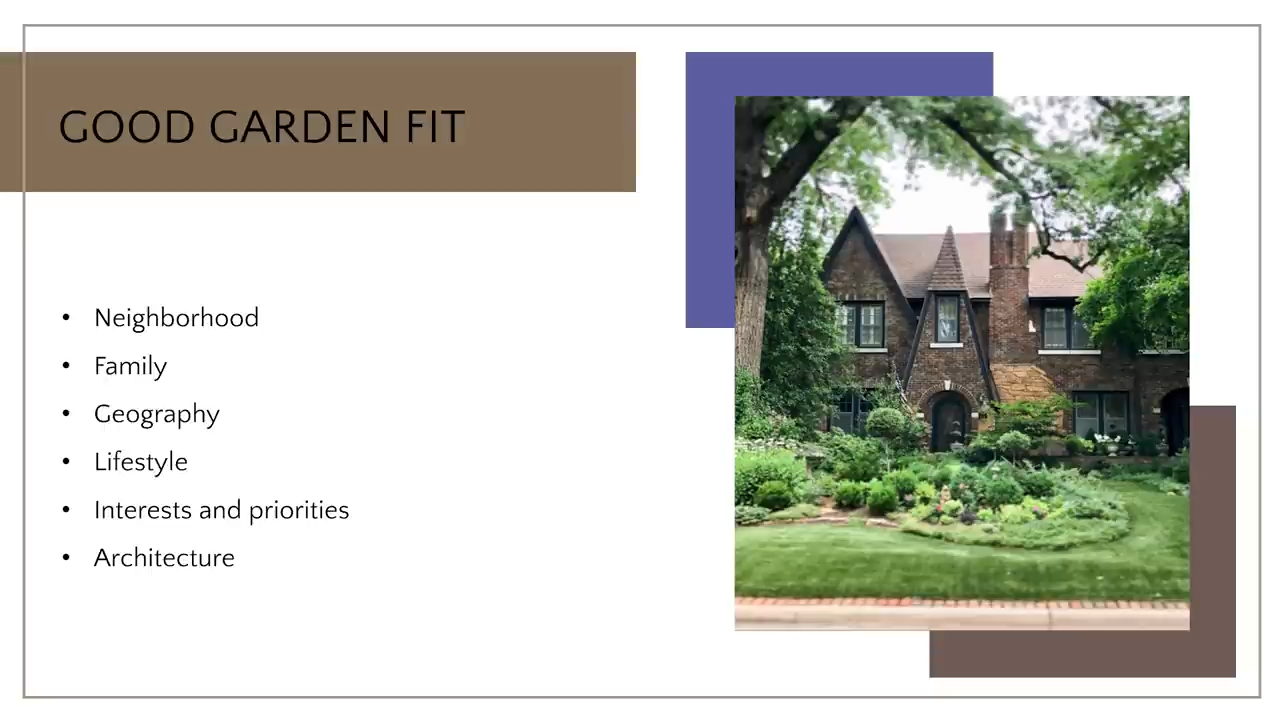 GOOD GARDEN FIT
• Neighborhood
• Family
• Geography
• Lifestyle
• Interests and priorities
• Architecture